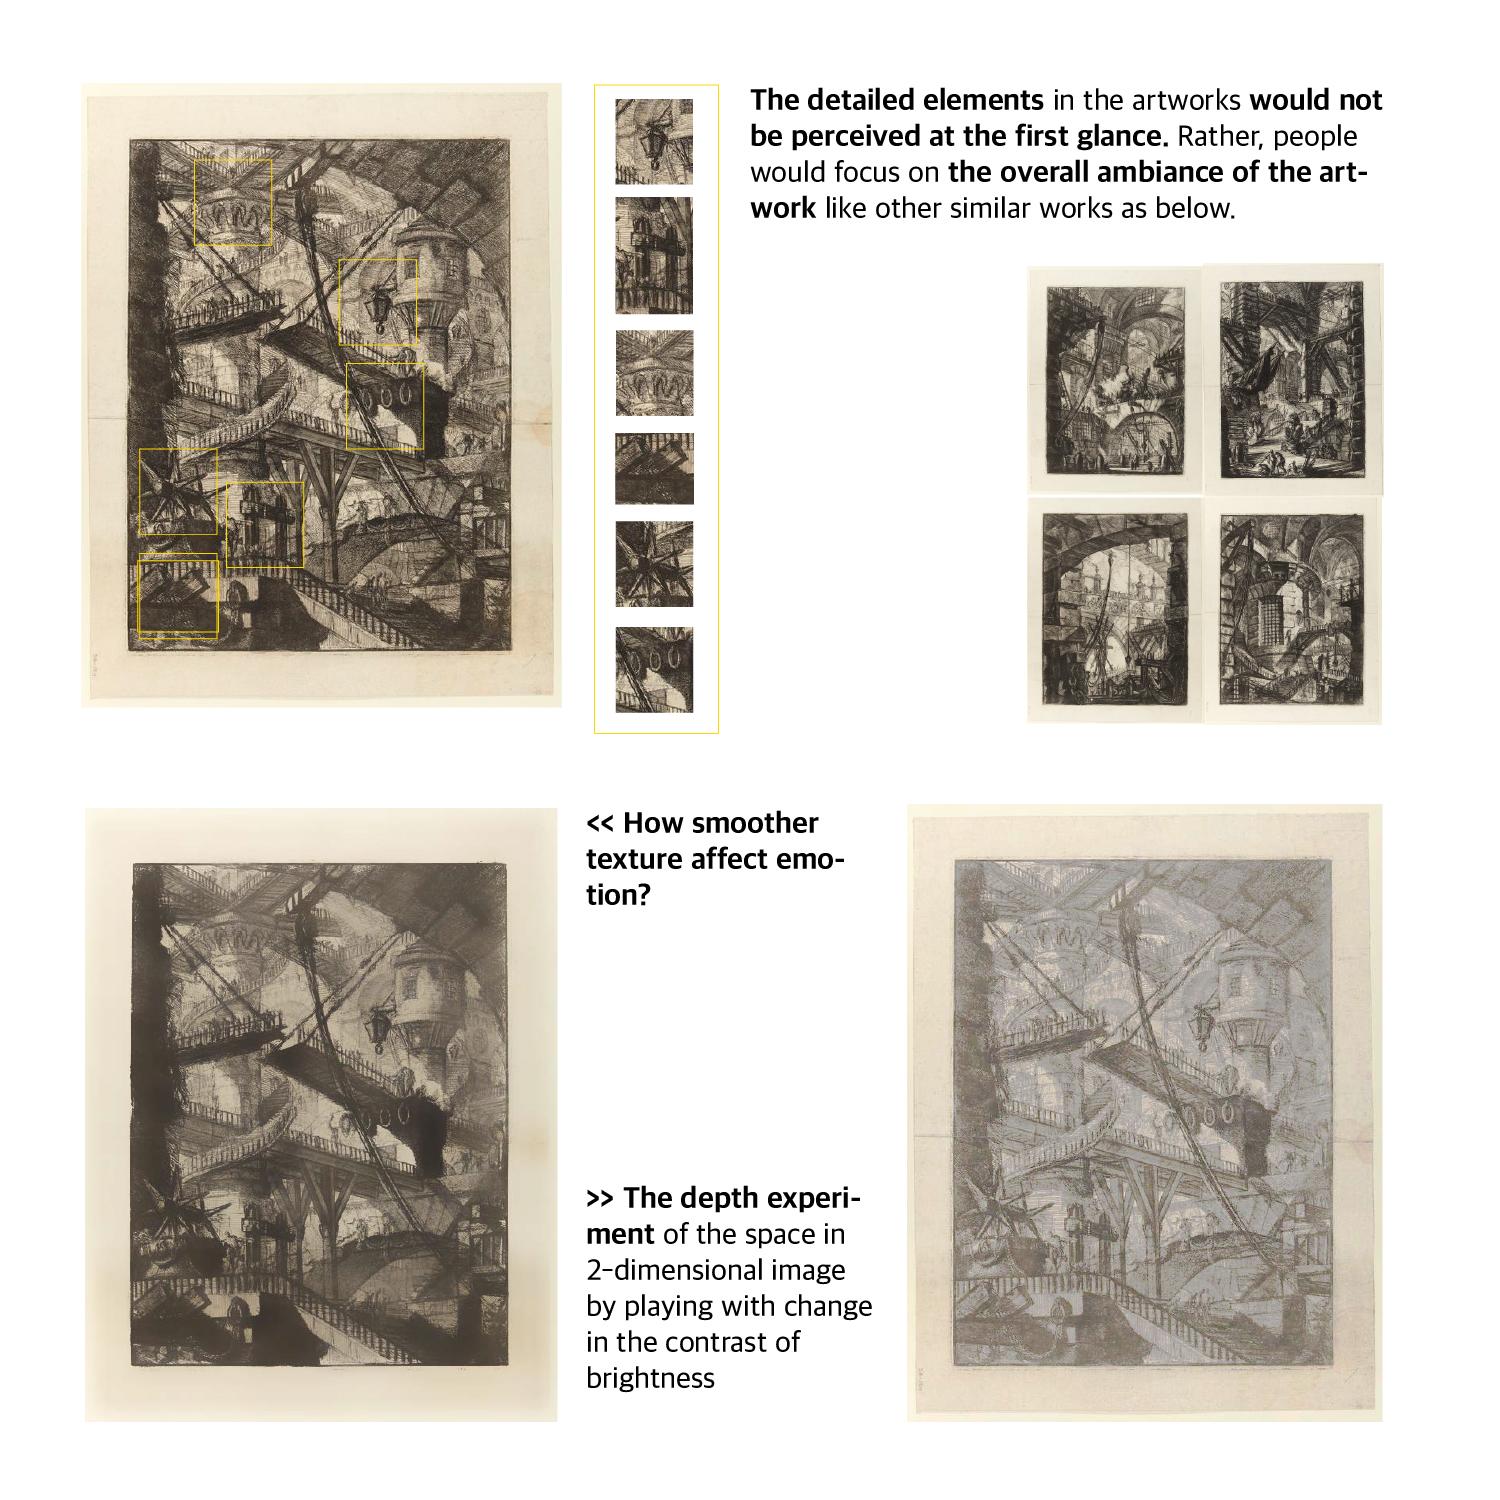 The detailed elements in the artworks would not
be perceived at the first glance. Rather, people
would focus on the overall ambiance of the art-
work like other similar works as below.
<< How smoother
texture affect emo-
tion?
>> The depth experi-
ment of the space in
2-dimensional image
by playing with change
in the contrast of
brightness